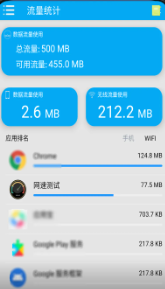 流量统计
数据流量使用
总流量: 500 MB
可用流量: 455.0 MB
数据流量使用
2.6 MB
无线流量使用
212.2 MB
应用排名
手机 WIFI
Chrome 124.8 MB
网速测试 77.5 MB
703.7 KB
Google Play 服务 217.8 KB
Google 服务框架 217.8 KB